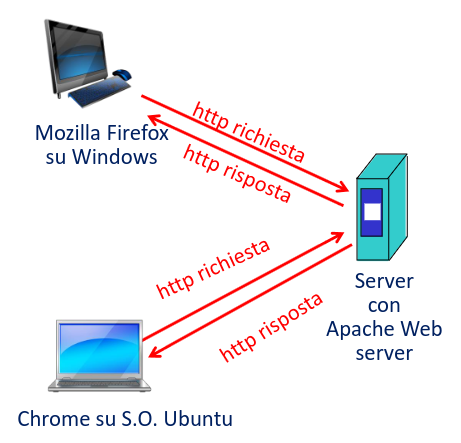 http richiesta
Mozilla Firefox
su Windows
http risposta
http richiesta
Server
con
Apache Web
server
http risposta
Chrome su S.O. Ubuntu